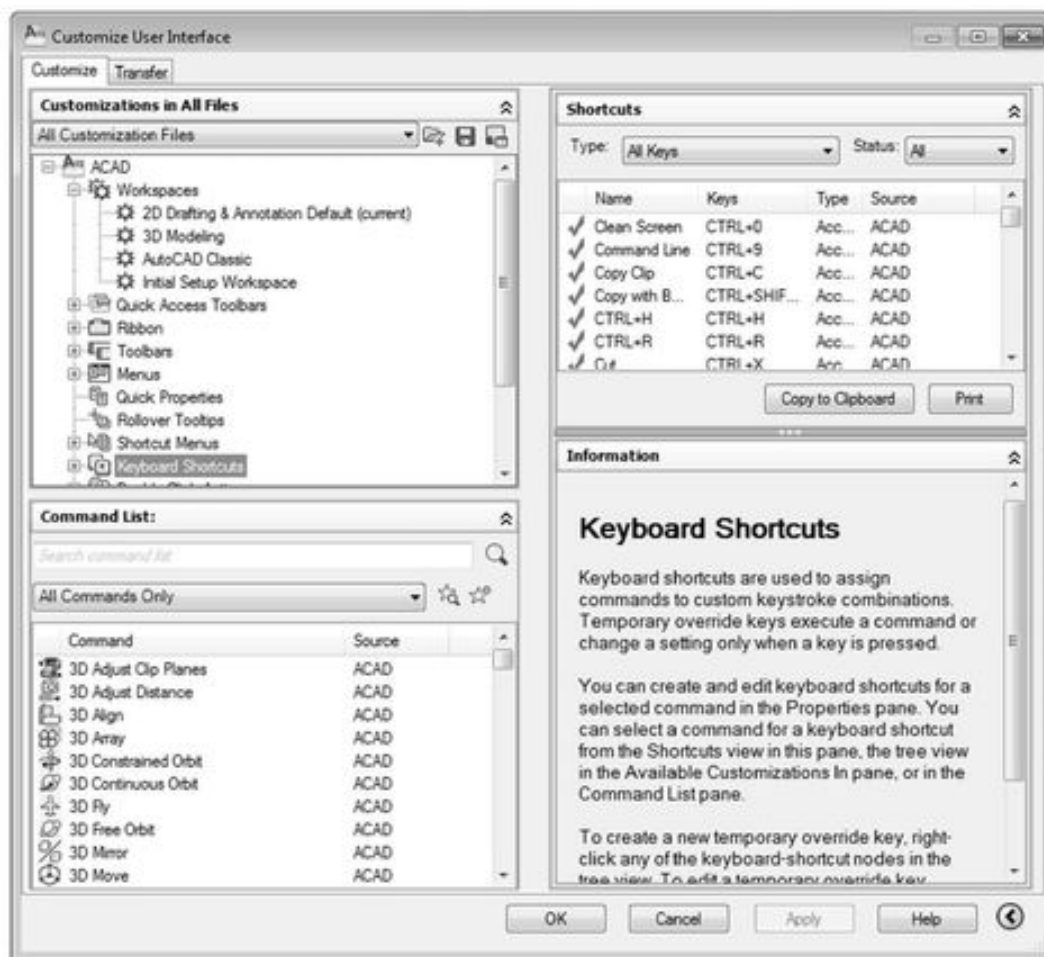 Customize User Interface
Customize Transfer
Customizations in All Files
All Customization Files
ACAD
Workspaces
2D Drafting & Annotation Default (current)
3D Modeling
AutoCAD Classic
Initial Setup Workspace
Quick Access Toolbars
Ribbon
Toolbars
Menus
Quick Properties
Rollover Tooltips
Shortcut Menus
Keyboard Shortcuts
Command List:
Search command list
All Commands Only
Command Source
3D Adjust Clip Planes ACAD
3D Adjust Distance ACAD
3D Align ACAD
3D Array ACAD
3D Constrained Orbit ACAD
3D Continuous Orbit ACAD
3D Fly ACAD
3D Free Orbit ACAD
3D Mirror ACAD
3D Move ACAD
Shortcuts
Type: All Keys Status: All
Name Keys Type Source
Clean Screen CTRL+0 Acc... ACAD
Command Line CTRL+9 Acc... ACAD
Copy Clip CTRL+C Acc... ACAD
Copy with B... CTRL+SHIF... Acc... ACAD
CTRL+H CTRL+H Acc... ACAD
CTRL+R CTRL+R Acc... ACAD
Cut CTRL+X Acc... ACAD
Copy to Clipboard Print
Information
Keyboard Shortcuts
Keyboard shortcuts are used to assign
commands to custom keystroke combinations.
Temporary override keys execute a command or
change a setting only when a key is pressed.
You can create and edit keyboard shortcuts for a
selected command in the Properties pane. You
can select a command for a keyboard shortcut
from the Shortcuts view in this pane, the tree view
in the Available Customizations In pane, or in the
Command List pane.
To create a new temporary override key, right-
click any of the keyboard-shortcut nodes in the
tree view. To edit a temporary override key
OK Cancel Apply Help